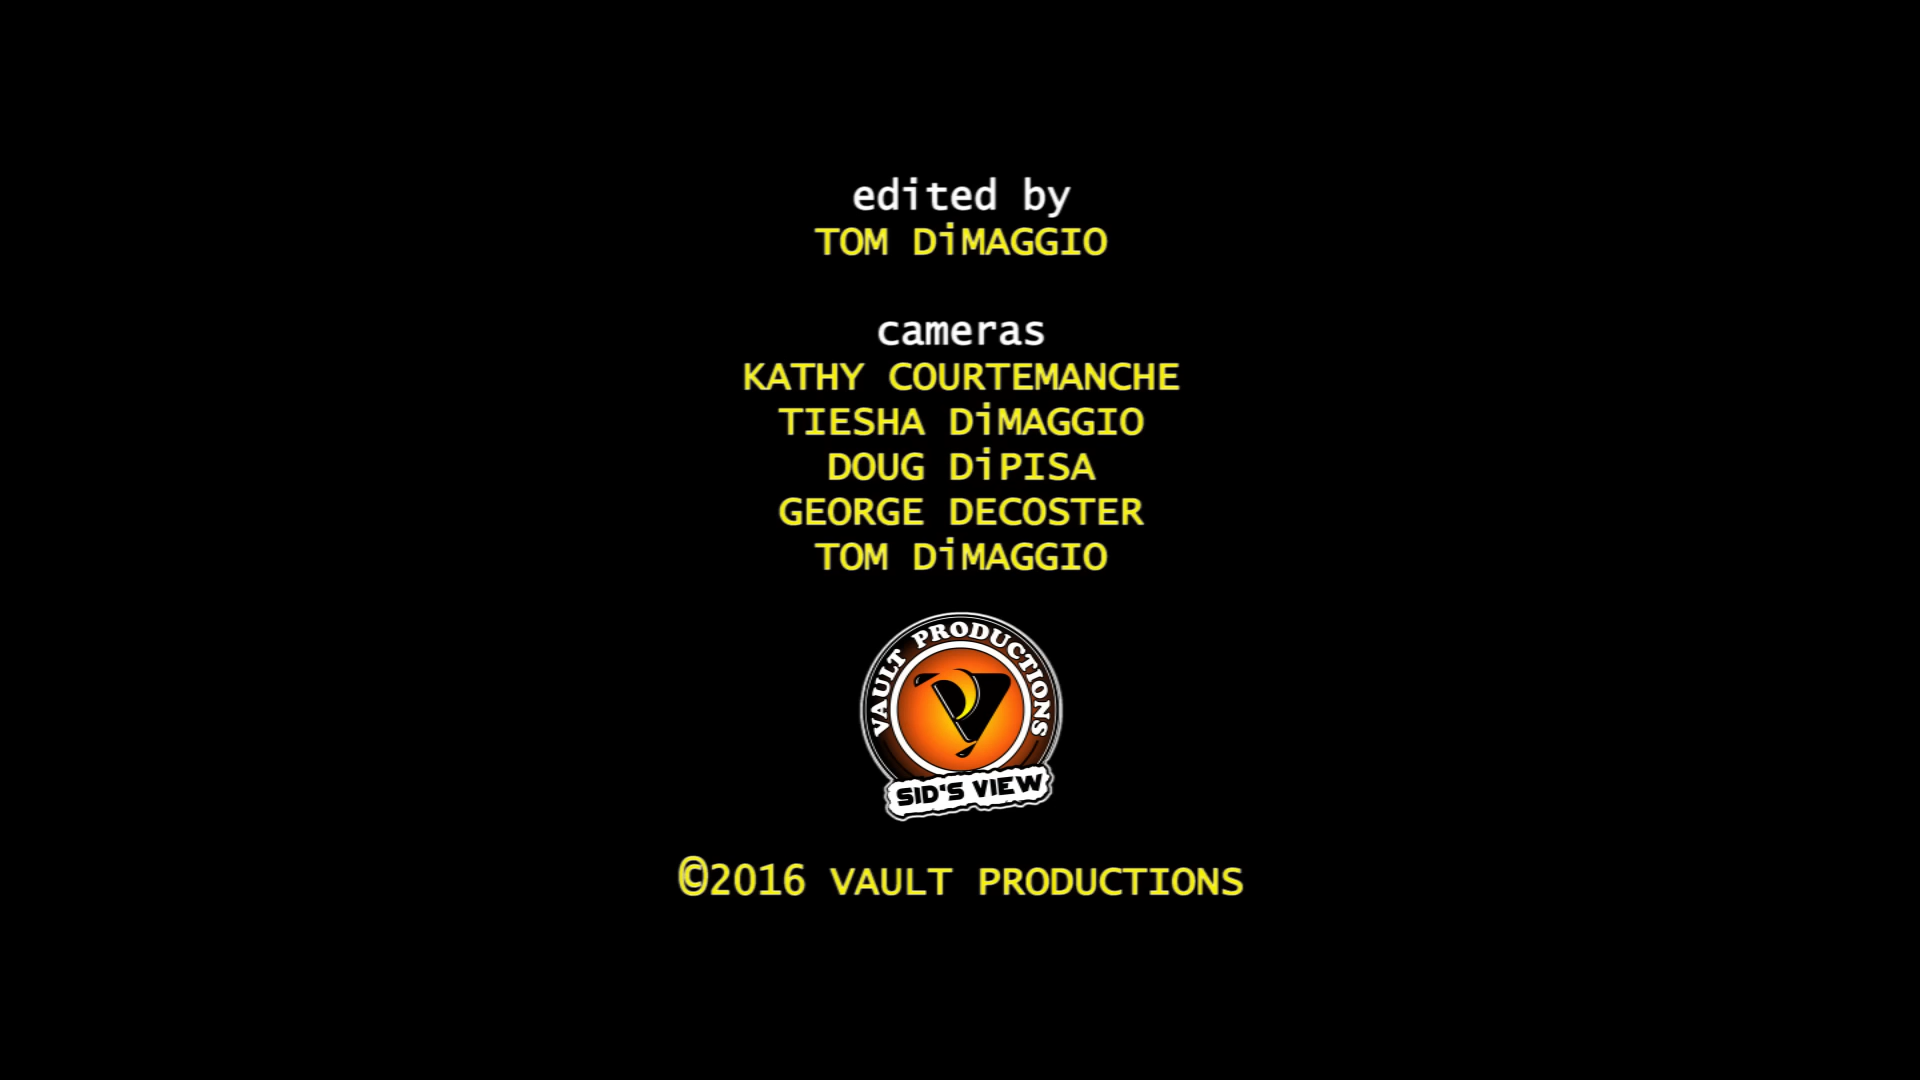 edited by
TOM DiMAGGIO
cameras
KATHY COURTEMANCHE
TIESHA DiMAGGIO
DOUG DiPISA
GEORGE DECOSTER
TOM DiMAGGIO
VAULT PRODUCTIONS
SID'S VIEW
©2016 VAULT PRODUCTIONS